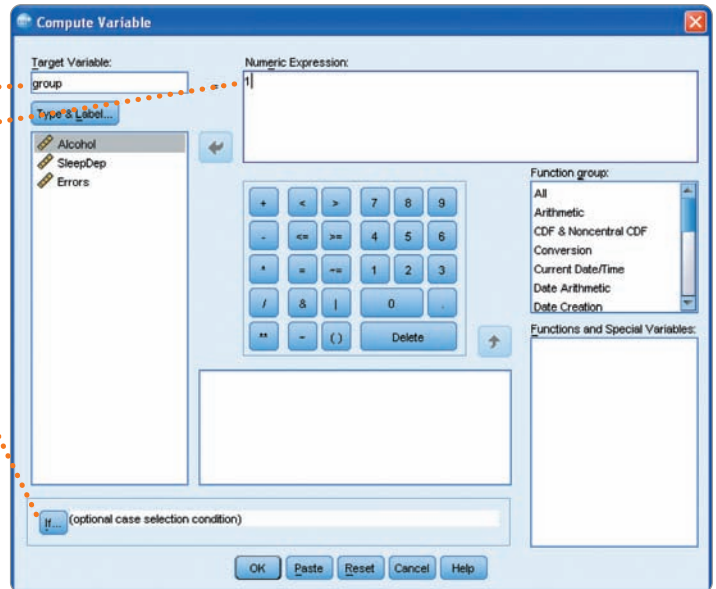 Compute Variable
Target Variable:
group
=
Numeric Expression:
1
Type & Label...
Alcohol
SleepDep
Errors
+ < > 7 8 9
- <= >= 4 5 6
* = ~= 1 2 3
/ & | 0 .
** ~ ( ) Delete
Function group:
All
Arithmetic
CDF & Noncentral CDF
Conversion
Current Date/Time
Date Arithmetic
Date Creation
Functions and Special Variables:
If... (optional case selection condition)
OK Paste Reset Cancel Help